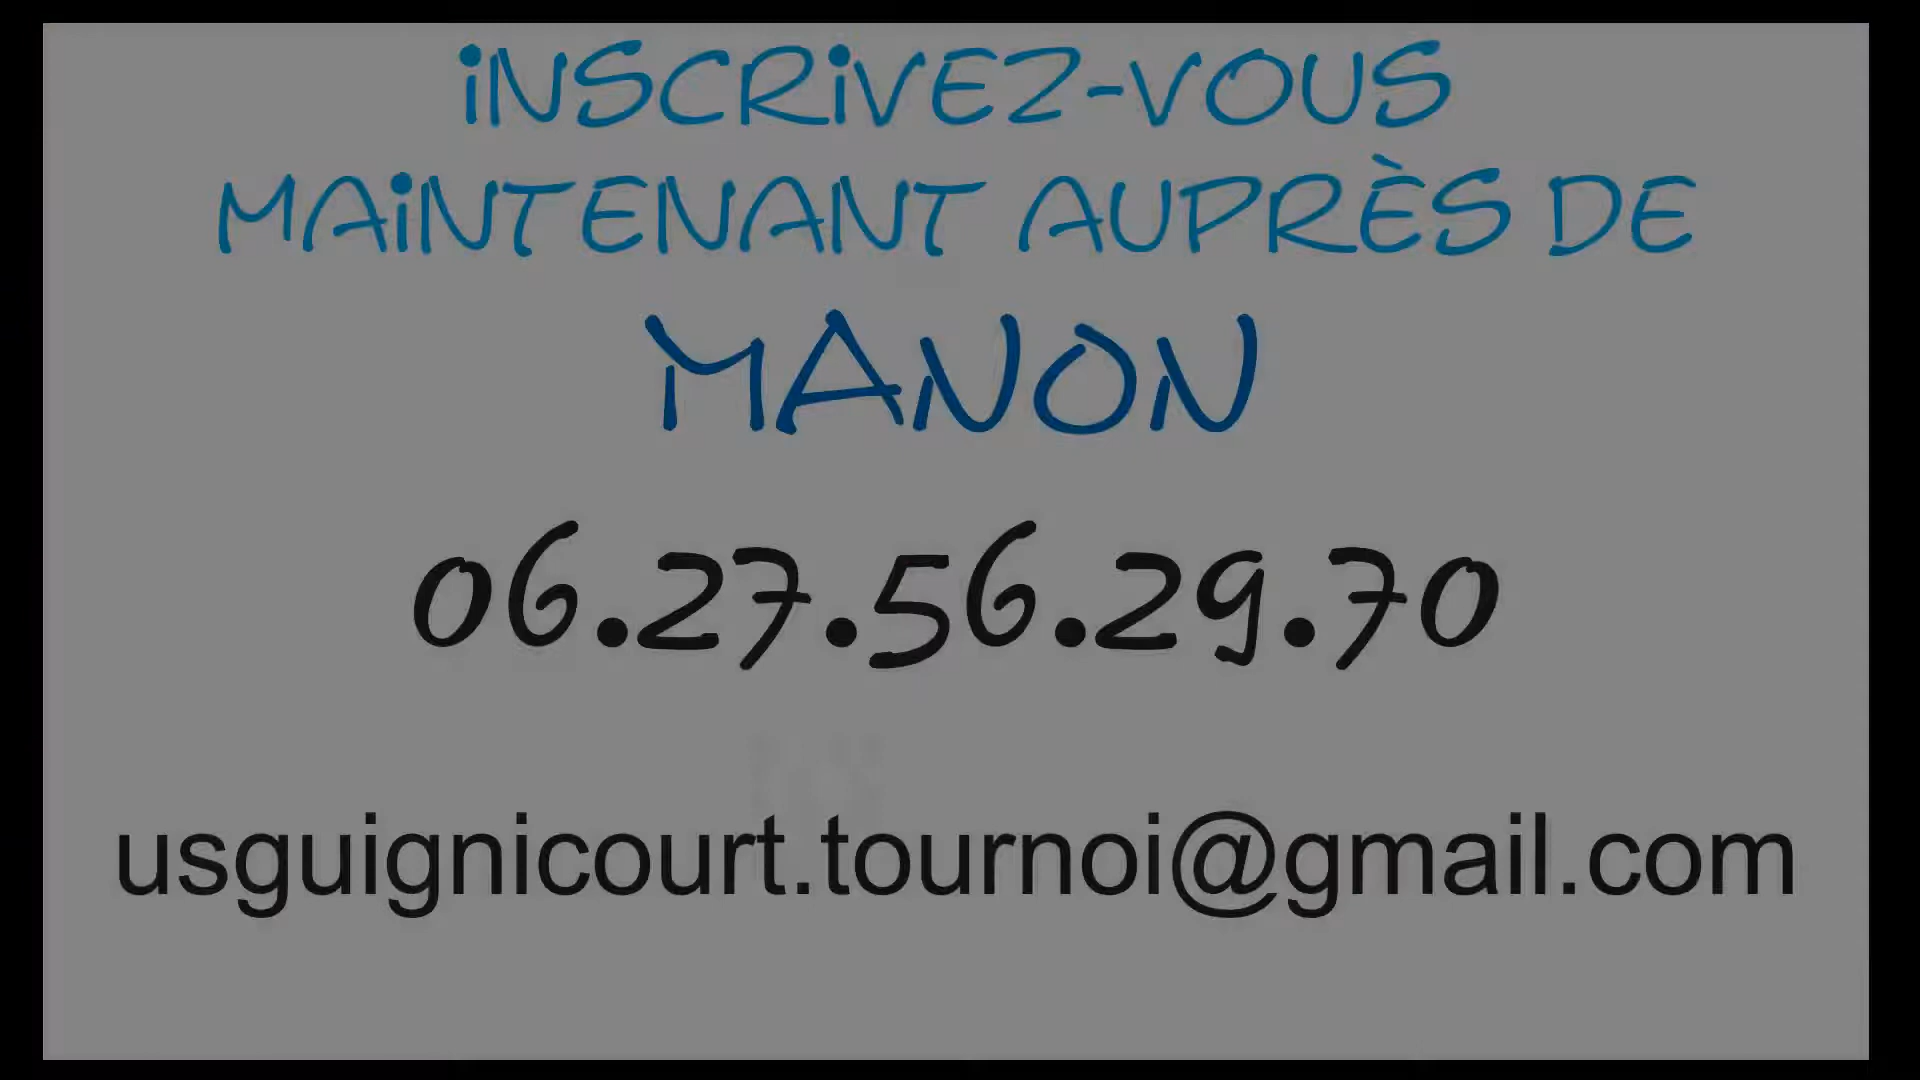 iNSCRiVEZ-VOUS
MAiNTENANT AUPRÈS DE
MANON
06.27.56.29.70
usguignicourt.tournoi@gmail.com